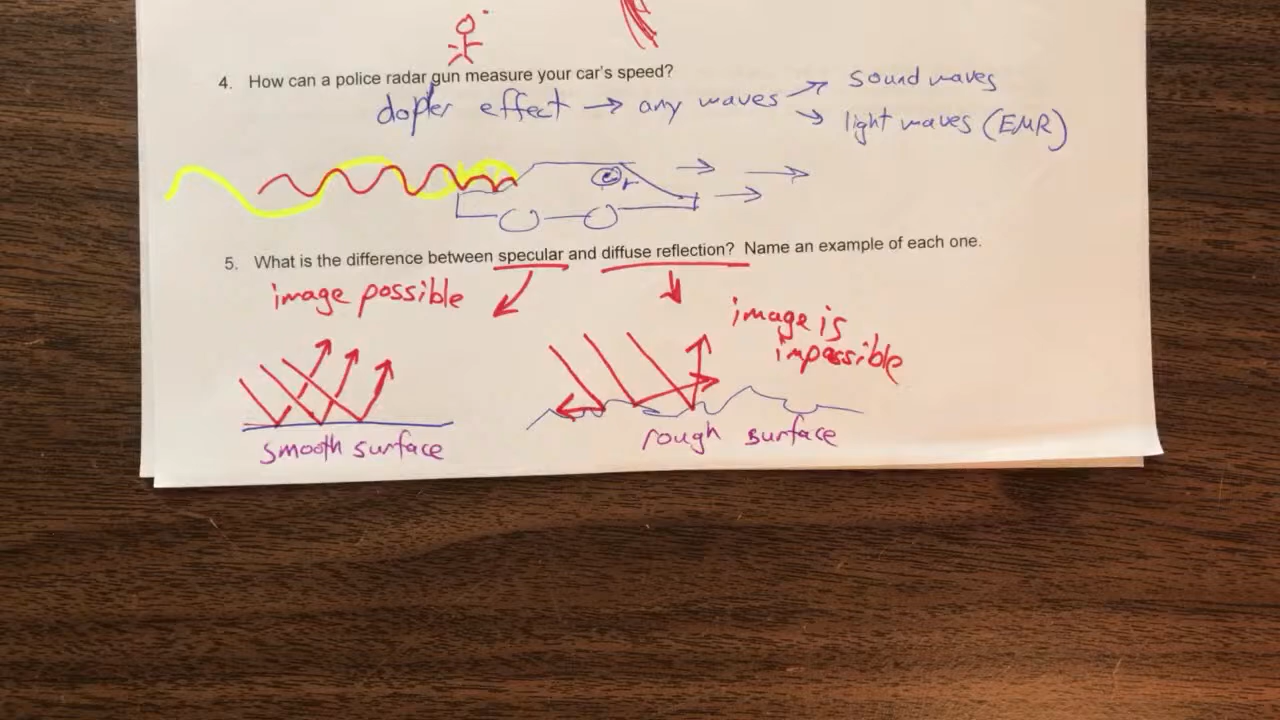 4. How can a police radar gun measure your car's speed?
dopler effect → any waves → sound waves
→ light waves (EMR)
5. What is the difference between specular and diffuse reflection? Name an example of each one.
image possible
image is
impossible
smooth surface
rough surface